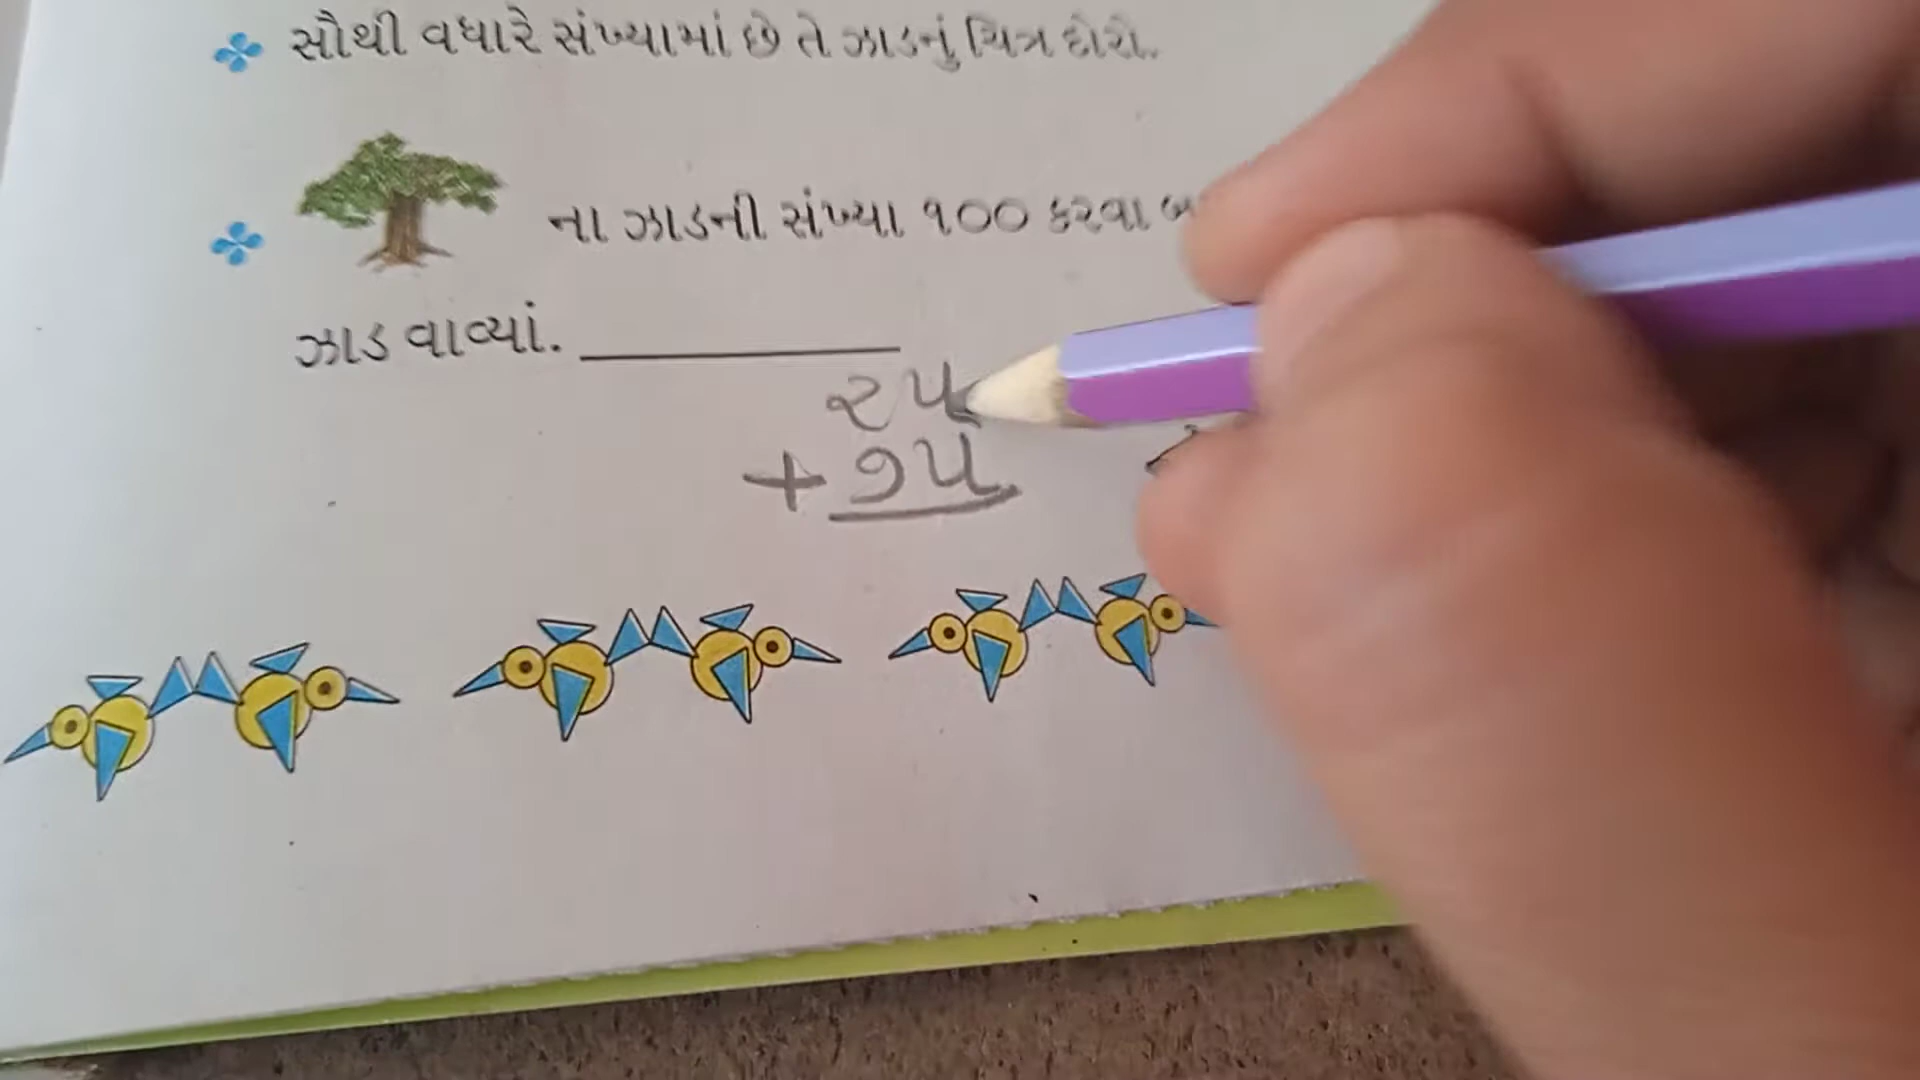 સૌથી વધારે સંખ્યામાં છે તે ઝાડનું ચિત્ર દોરો.
ના ઝાડની સંખ્યા ૧૦૦ કરવા
ઝાડ વાવ્યાં.
૨૫
+ ૭૫